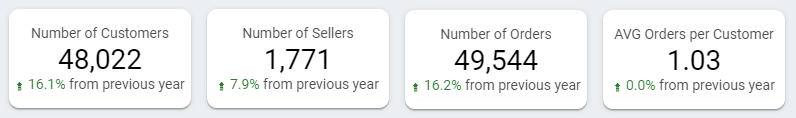 Number of Customers
48,022
16.1% from previous year
Number of Sellers
1,771
7.9% from previous year
Number of Orders
49,544
16.2% from previous year
AVG Orders per Customer
1.03
0.0% from previous year